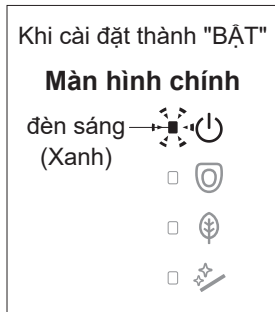 Khi cài đặt thành "BẬT"
Màn hình chính
đèn sáng
(Xanh)